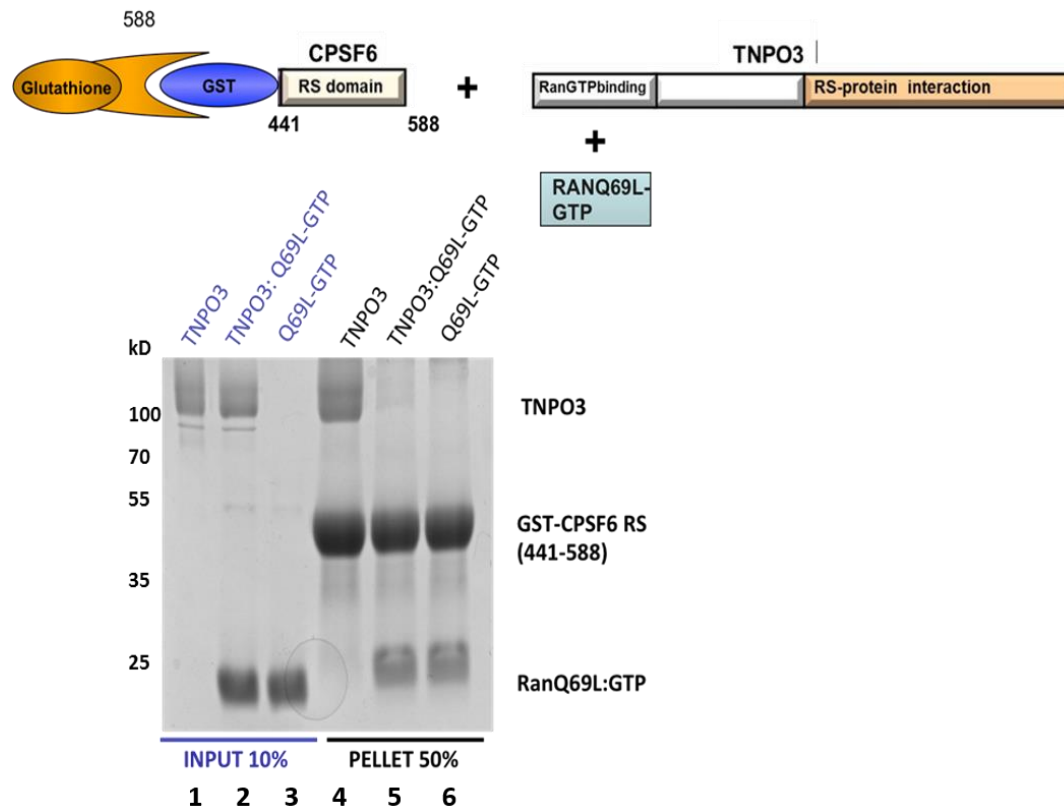 588
CPSF6
TNPO3
Glutathione
GST
RS domain
+
RanGTPbinding
RS-protein interaction
441
588
+
RANQ69L-
GTP
TNPO3
TNPO3: Q69L-GTP
Q69L-GTP
TNPO3
TNPO3:Q69L-GTP
Q69L-GTP
kD
100
70
55
35
25
TNPO3
GST-CPSF6 RS
(441-588)
RanQ69L:GTP
INPUT 10%
PELLET 50%
1 2 3 4 5 6